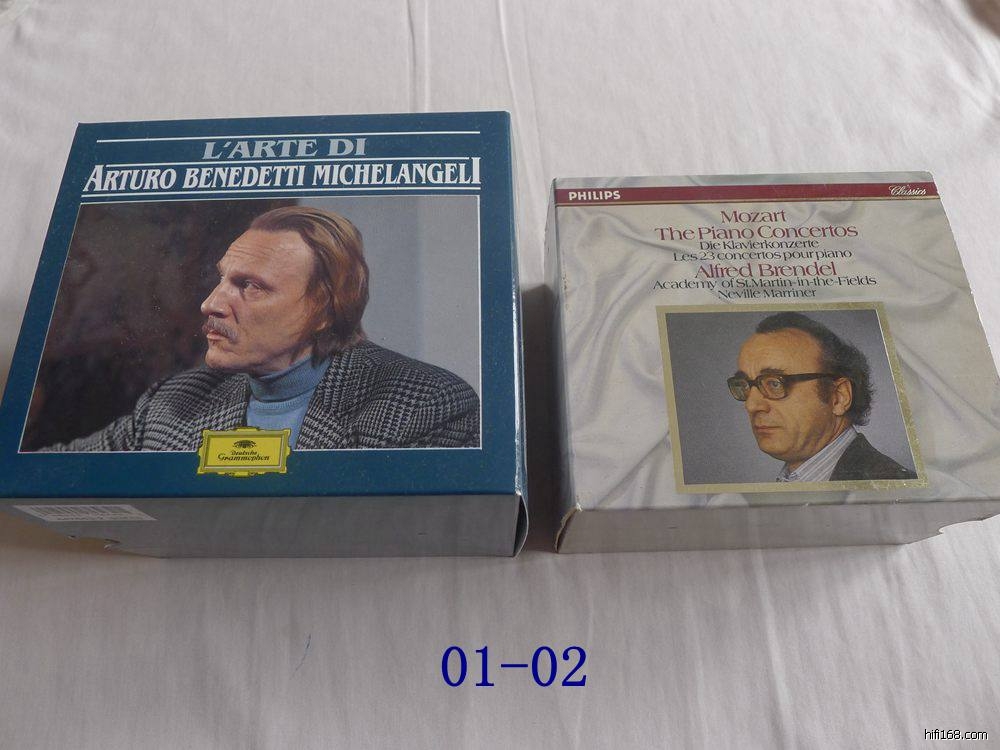 L'ARTE DI
ARTURO BENEDETTI MICHELANGELI
Deutsche
Grammophon
PHILIPS
Classics
Mozart
The Piano Concertos
Die Klavierkonzerte
Les 23 concertos pour piano
Alfred Brendel
Academy of St.Martin-in-the-Fields
Neville Marriner
01-02
hifi168.com